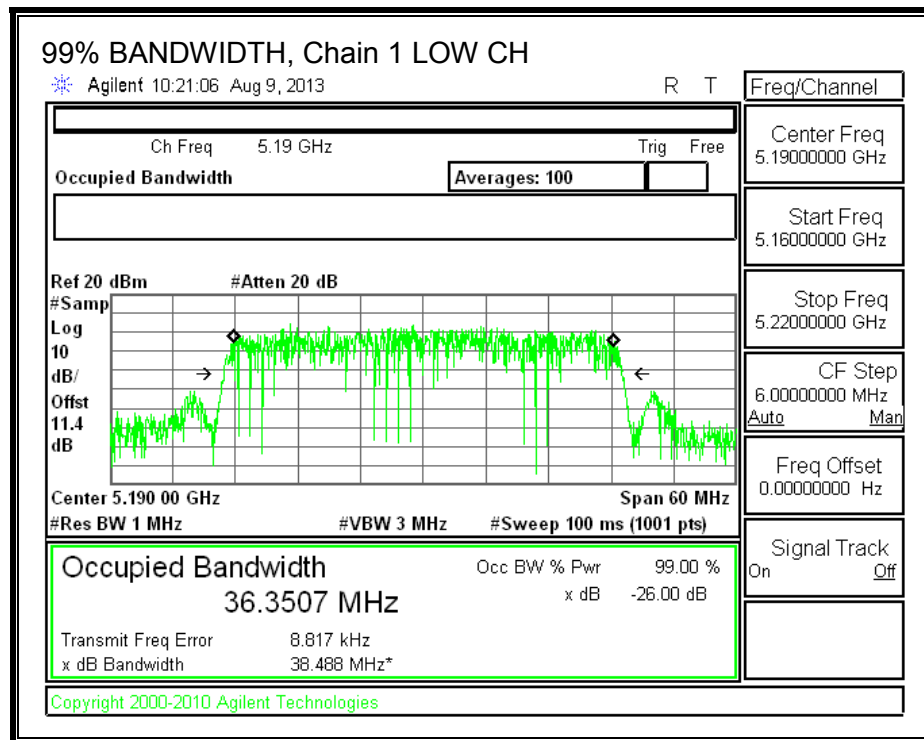 99% BANDWIDTH, Chain 1 LOW CH
Agilent 10:21:06 Aug 9, 2013 R T
Freq/Channel
Ch Freq 5.19 GHz Trig Free
Occupied Bandwidth Averages: 100
Center Freq
5.19000000 GHz
Start Freq
5.16000000 GHz
Stop Freq
5.22000000 GHz
CF Step
6.00000000 MHz
Auto Man
Freq Offset
0.00000000 Hz
Signal Track
On Off
Ref 20 dBm #Atten 20 dB
#Samp
Log
10
dB/
Offst
11.4
dB
Center 5.190 00 GHz Span 60 MHz
#Res BW 1 MHz #VBW 3 MHz #Sweep 100 ms (1001 pts)
Occupied Bandwidth
36.3507 MHz
Occ BW % Pwr 99.00 %
x dB -26.00 dB
Transmit Freq Error 8.817 kHz
x dB Bandwidth 38.488 MHz*
Copyright 2000-2010 Agilent Technologies